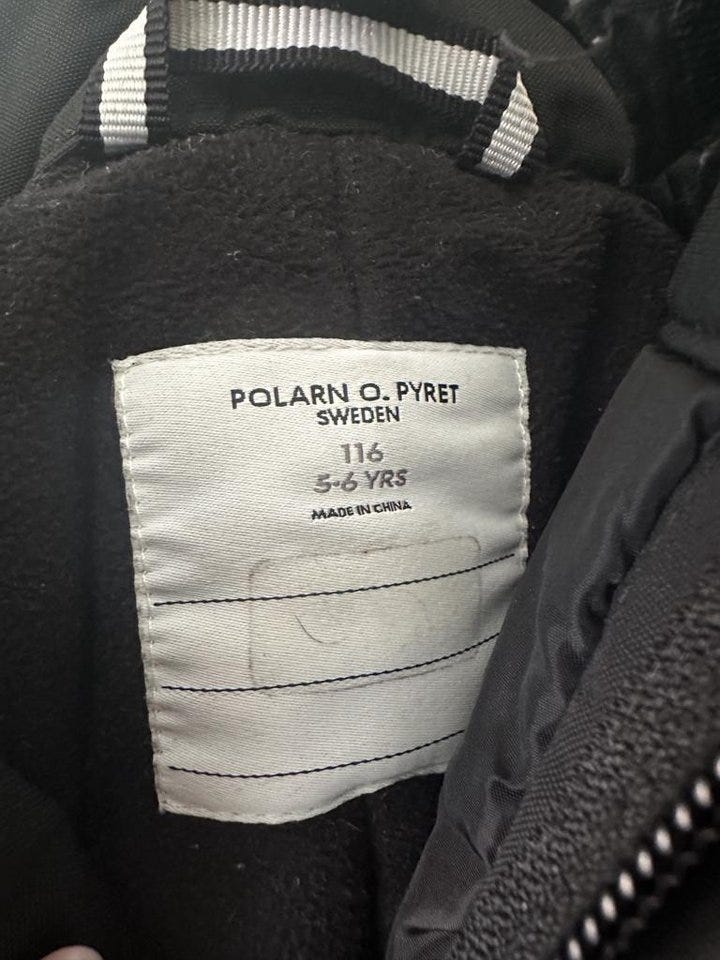 POLARN O. PYRET
SWEDEN
116
5-6 YRS
MADE IN CHINA